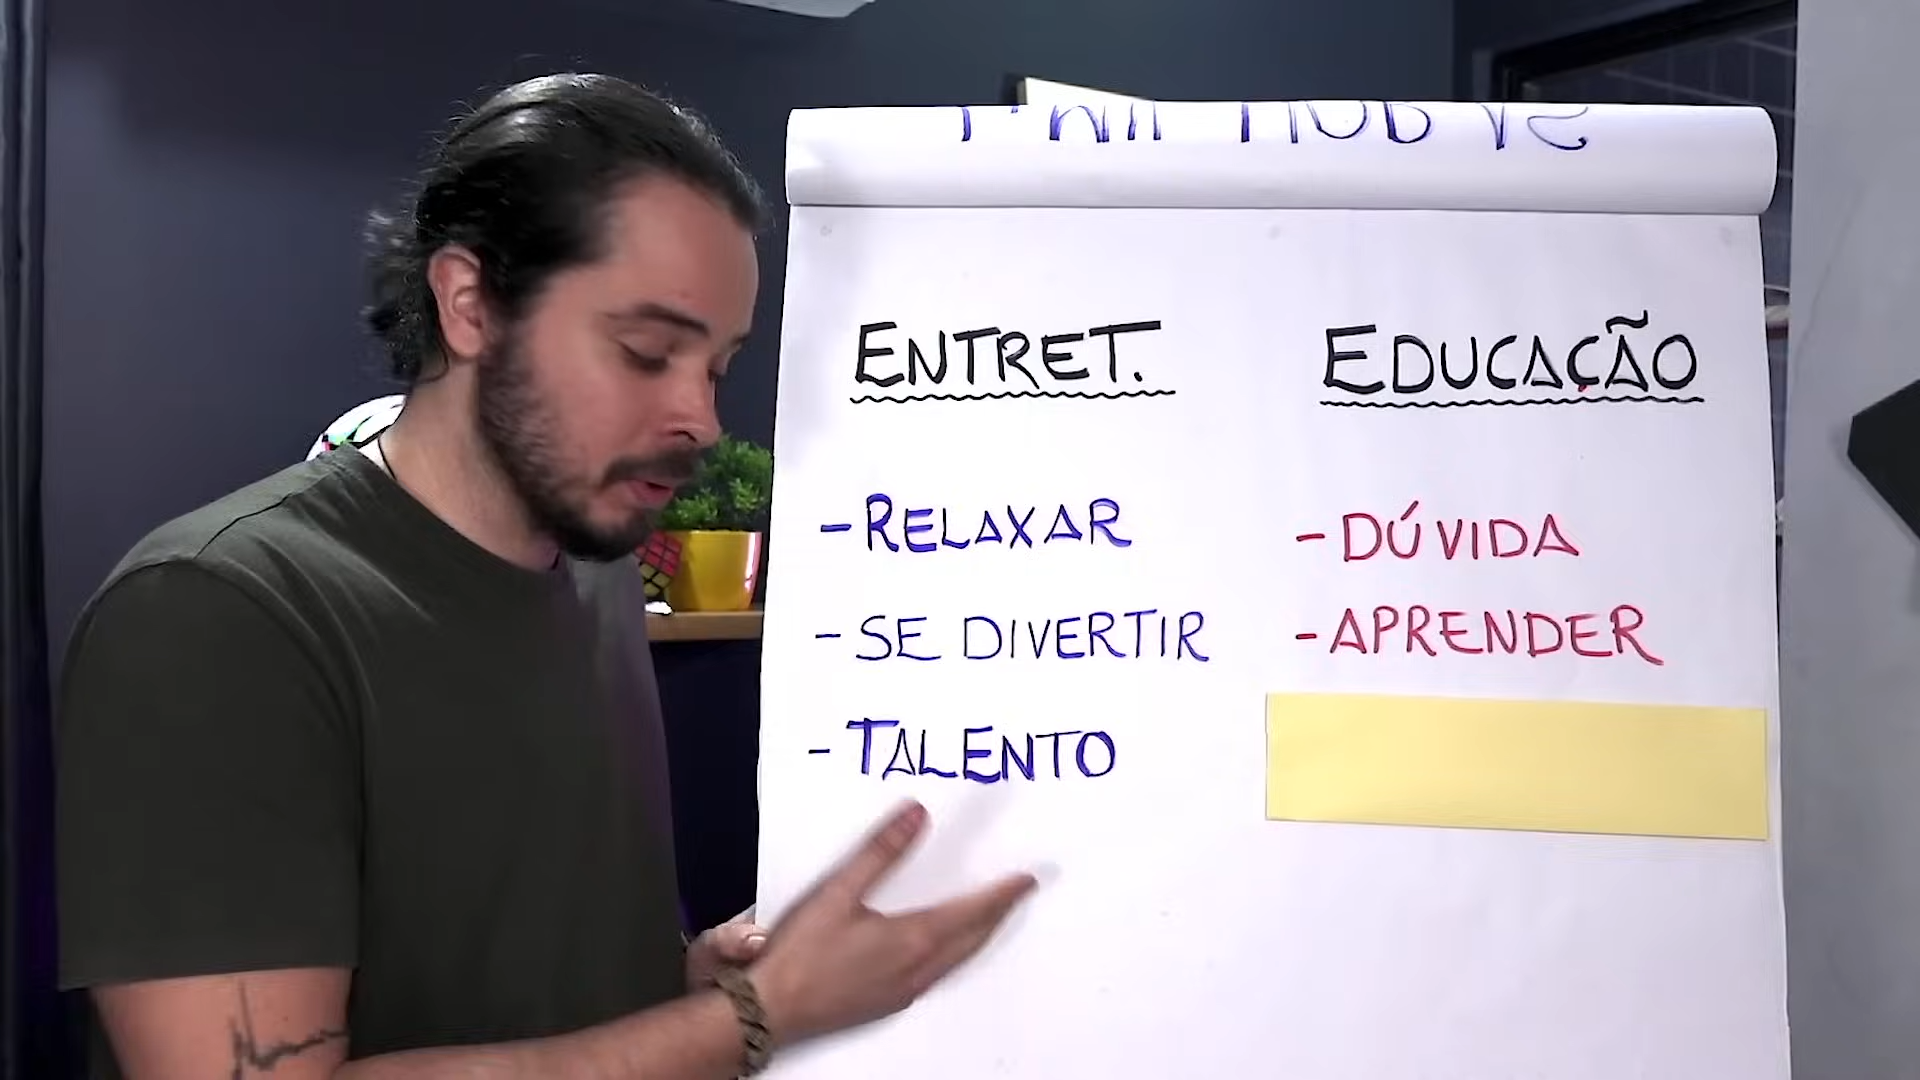 ENTRET.
- RELAXAR
- SE DIVERTIR
- TALENTO
EDUCAÇÃO
- DÚVIDA
- APRENDER